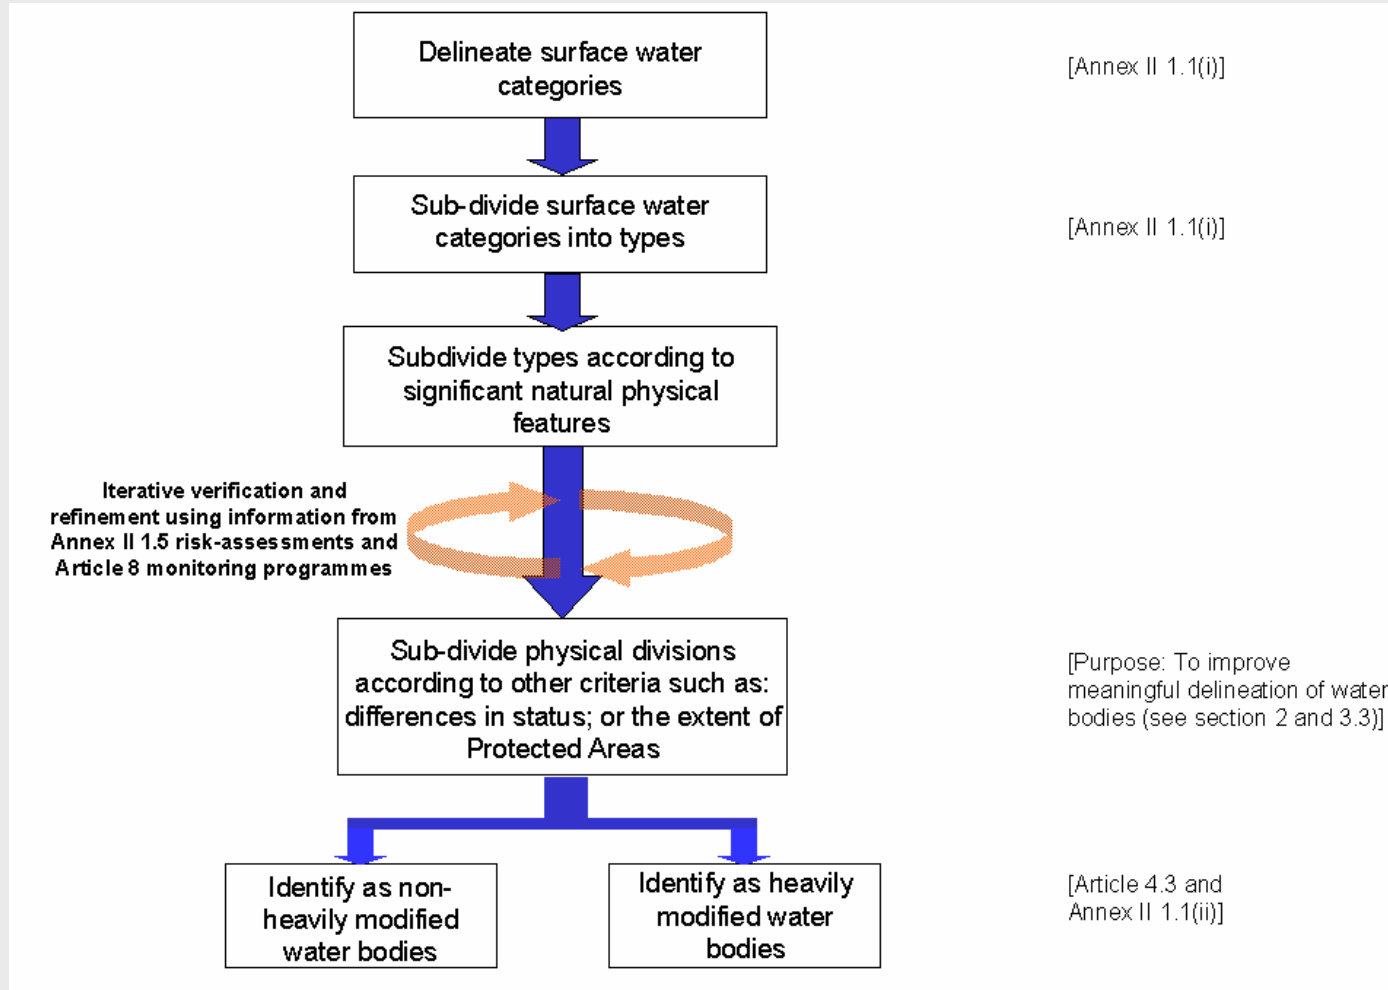 Delineate surface water
categories
[Annex II 1.1(i)]
Sub-divide surface water
categories into types
[Annex II 1.1(i)]
Subdivide types according to
significant natural physical
features
Iterative verification and
refinement using information from
Annex II 1.5 risk-assessments and
Article 8 monitoring programmes
Sub-divide physical divisions
according to other criteria such as:
differences in status; or the extent of
Protected Areas
[Purpose: To improve
meaningful delineation of water
bodies (see section 2 and 3.3)]
Identify as non-
heavily modified
water bodies
Identify as heavily
modified water
bodies
[Article 4.3 and
Annex II 1.1(ii)]